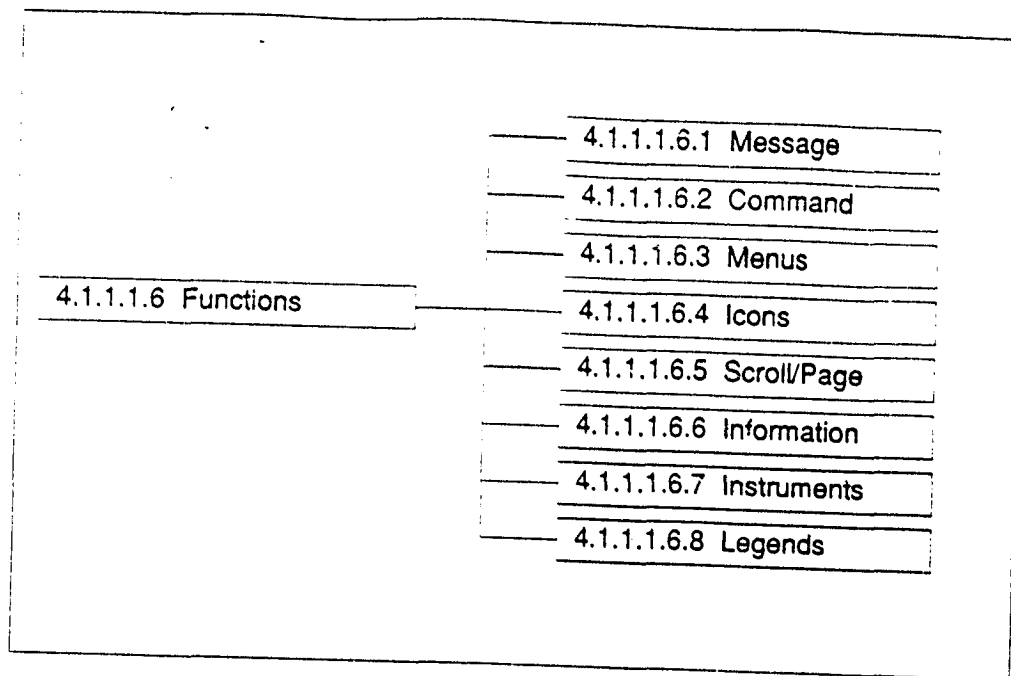 4.1.1.1.6.1 Message
4.1.1.1.6.2 Command
4.1.1.1.6.3 Menus
4.1.1.1.6 Functions
4.1.1.1.6.4 Icons
4.1.1.1.6.5 Scroll/Page
4.1.1.1.6.6 Information
4.1.1.1.6.7 Instruments
4.1.1.1.6.8 Legends